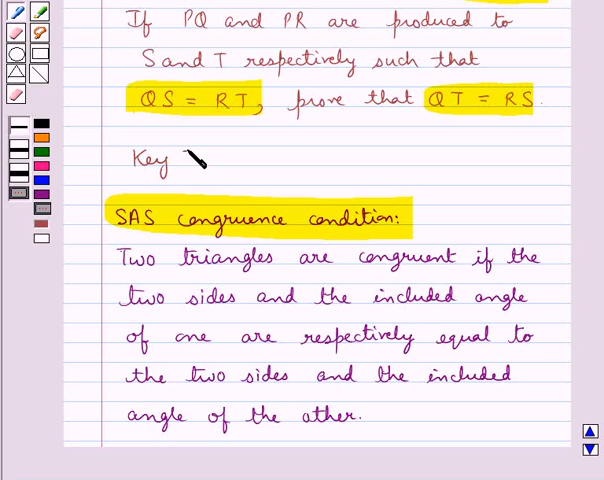 If PQ and PR are produced to
S and T respectively such that
QS = RT, prove that QT = RS.
Key
SAS congruence condition:
Two triangles are congruent if the
two sides and the included angle
of one are respectively equal to
the two sides and the included
angle of the other.